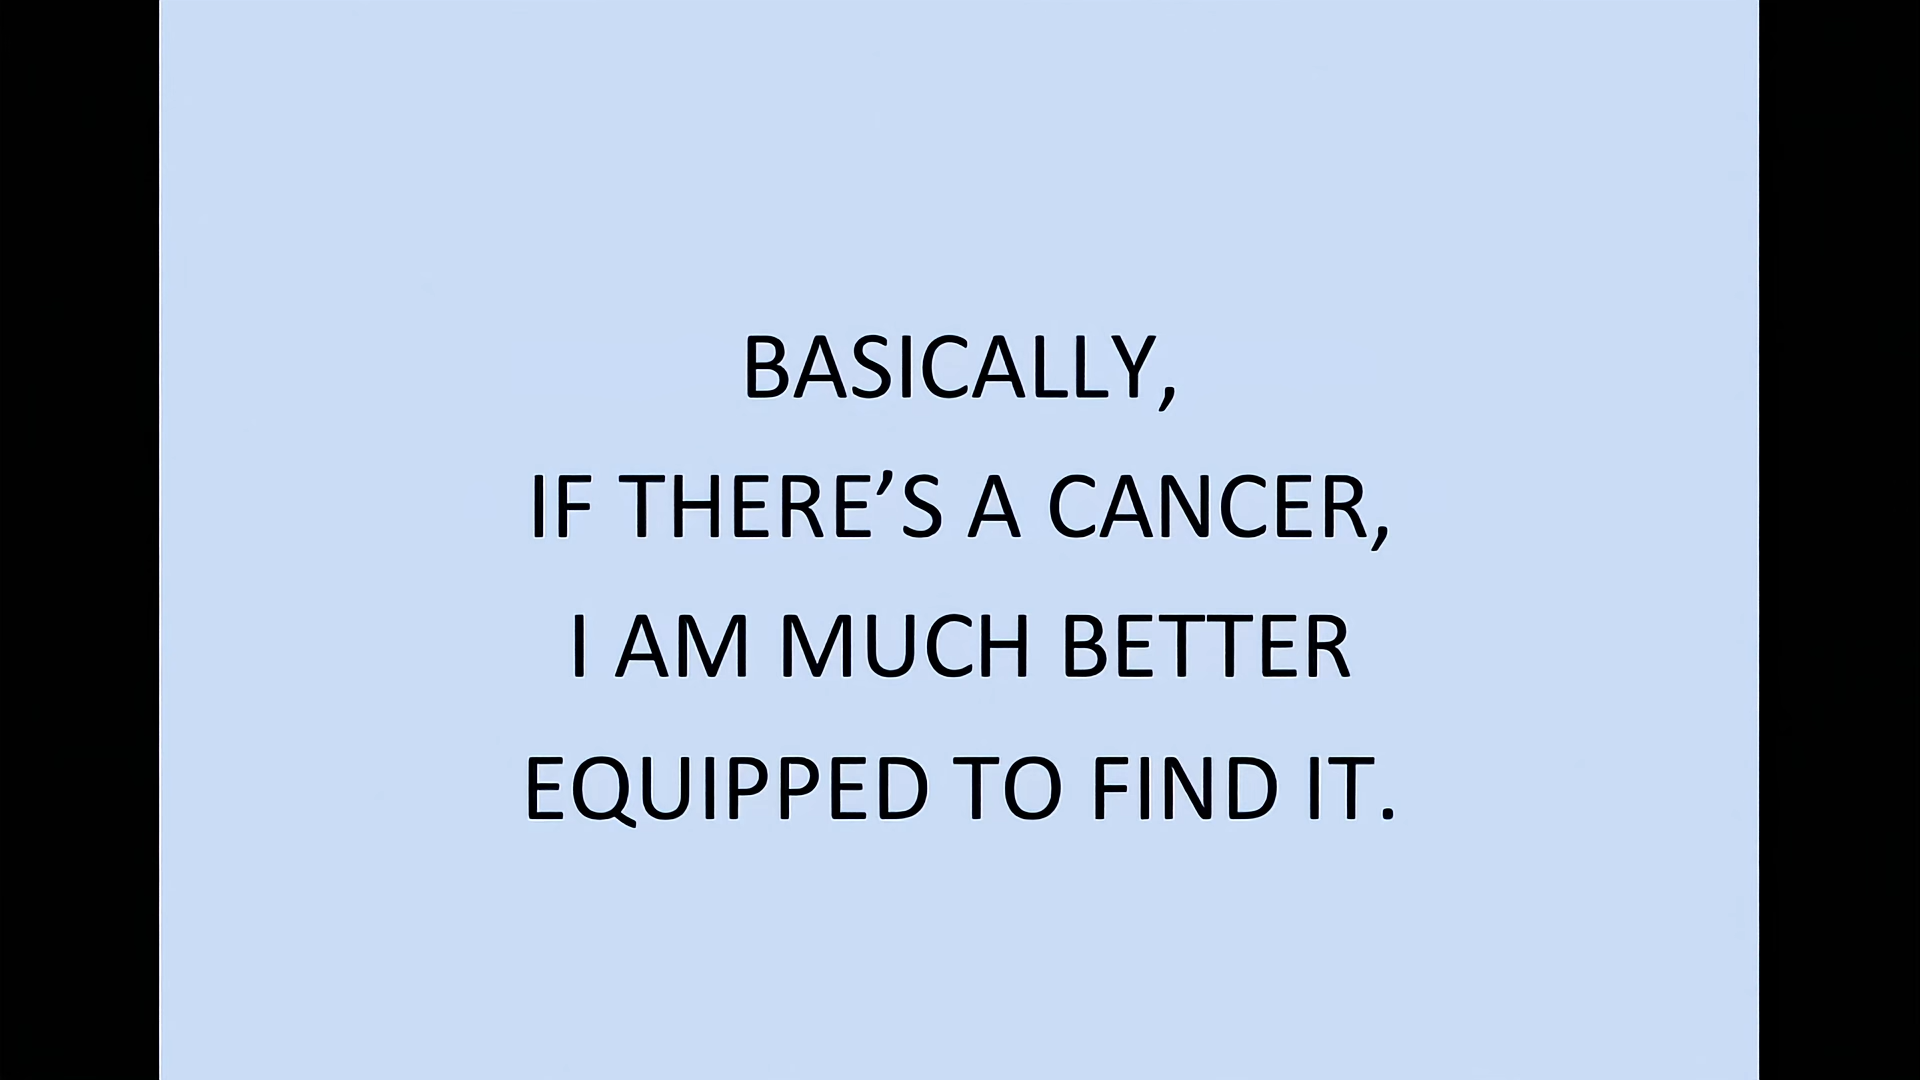 BASICALLY,
IF THERE’S A CANCER,
I AM MUCH BETTER
EQUIPPED TO FIND IT.